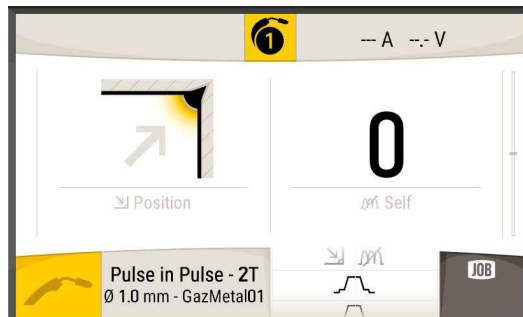 1
--- A --.- V
0
Position
Self
Pulse in Pulse - 2T
Ø 1.0 mm - GazMetal01
JOB